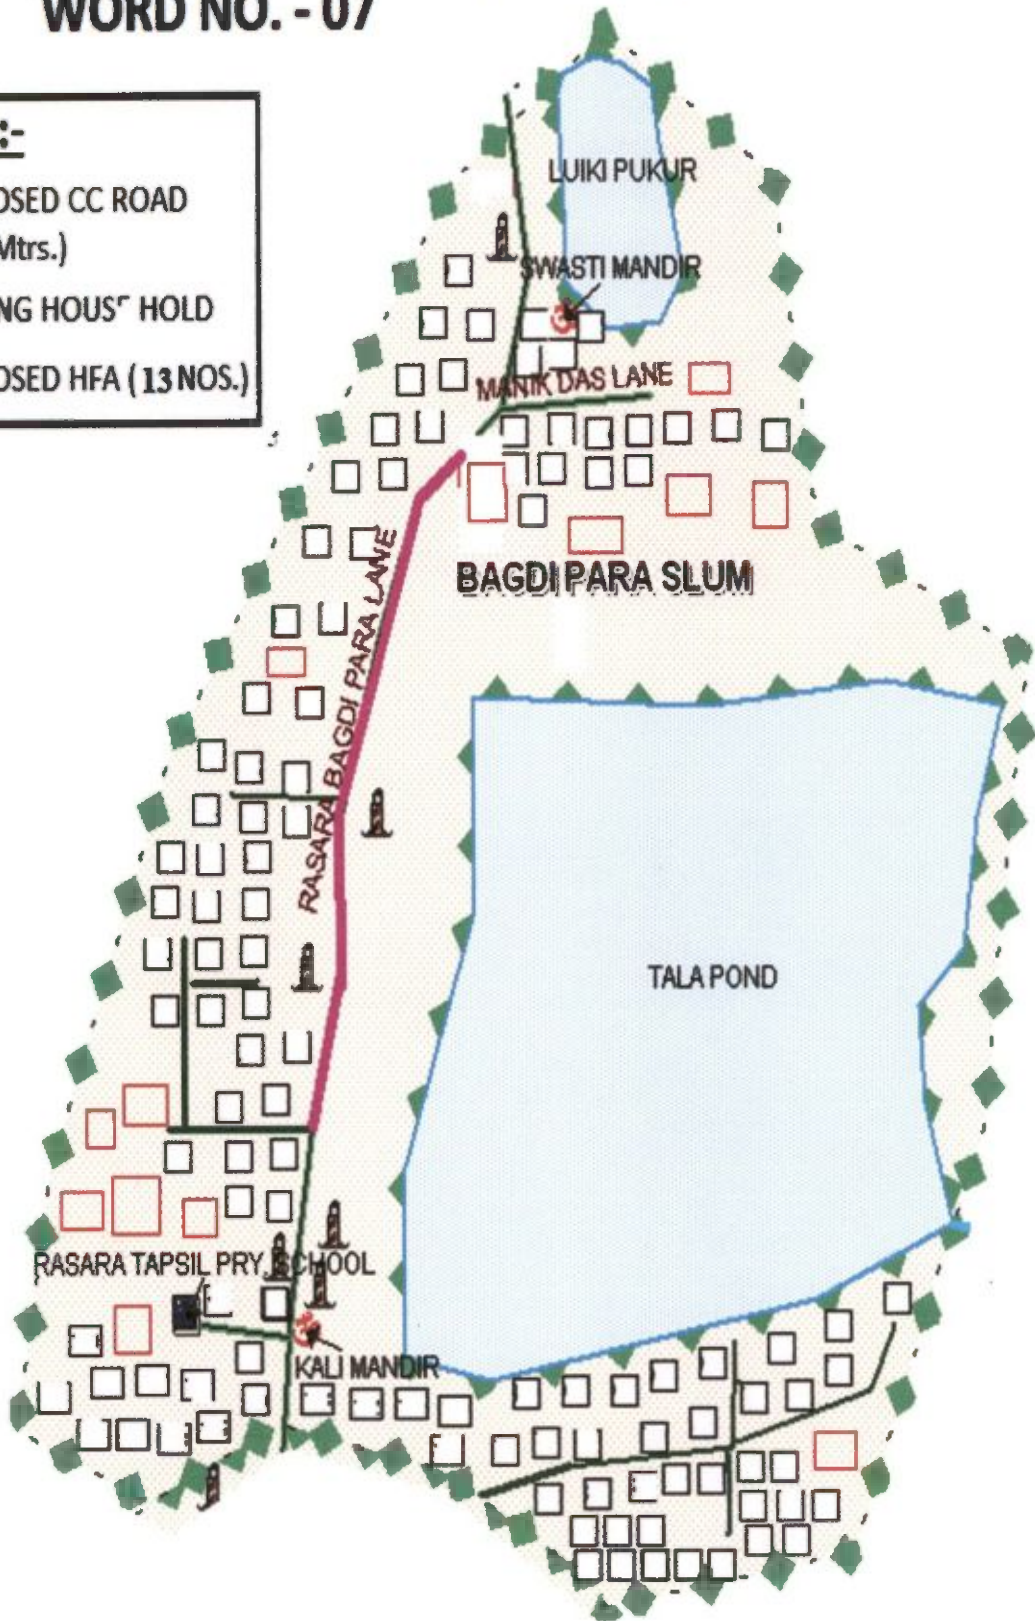 WORD NO. - 07
:-
OSED CC ROAD
Mtrs.)
NG HOUSE HOLD
OSED HFA (13 NOS.)
LUIKI PUKUR
SWASTI MANDIR
MANIK DAS LANE
RASARA BAGDI PARA LANE
BAGDI PARA SLUM
TALA POND
RASARA TAPSIL PRY. SCHOOL
KALI MANDIR